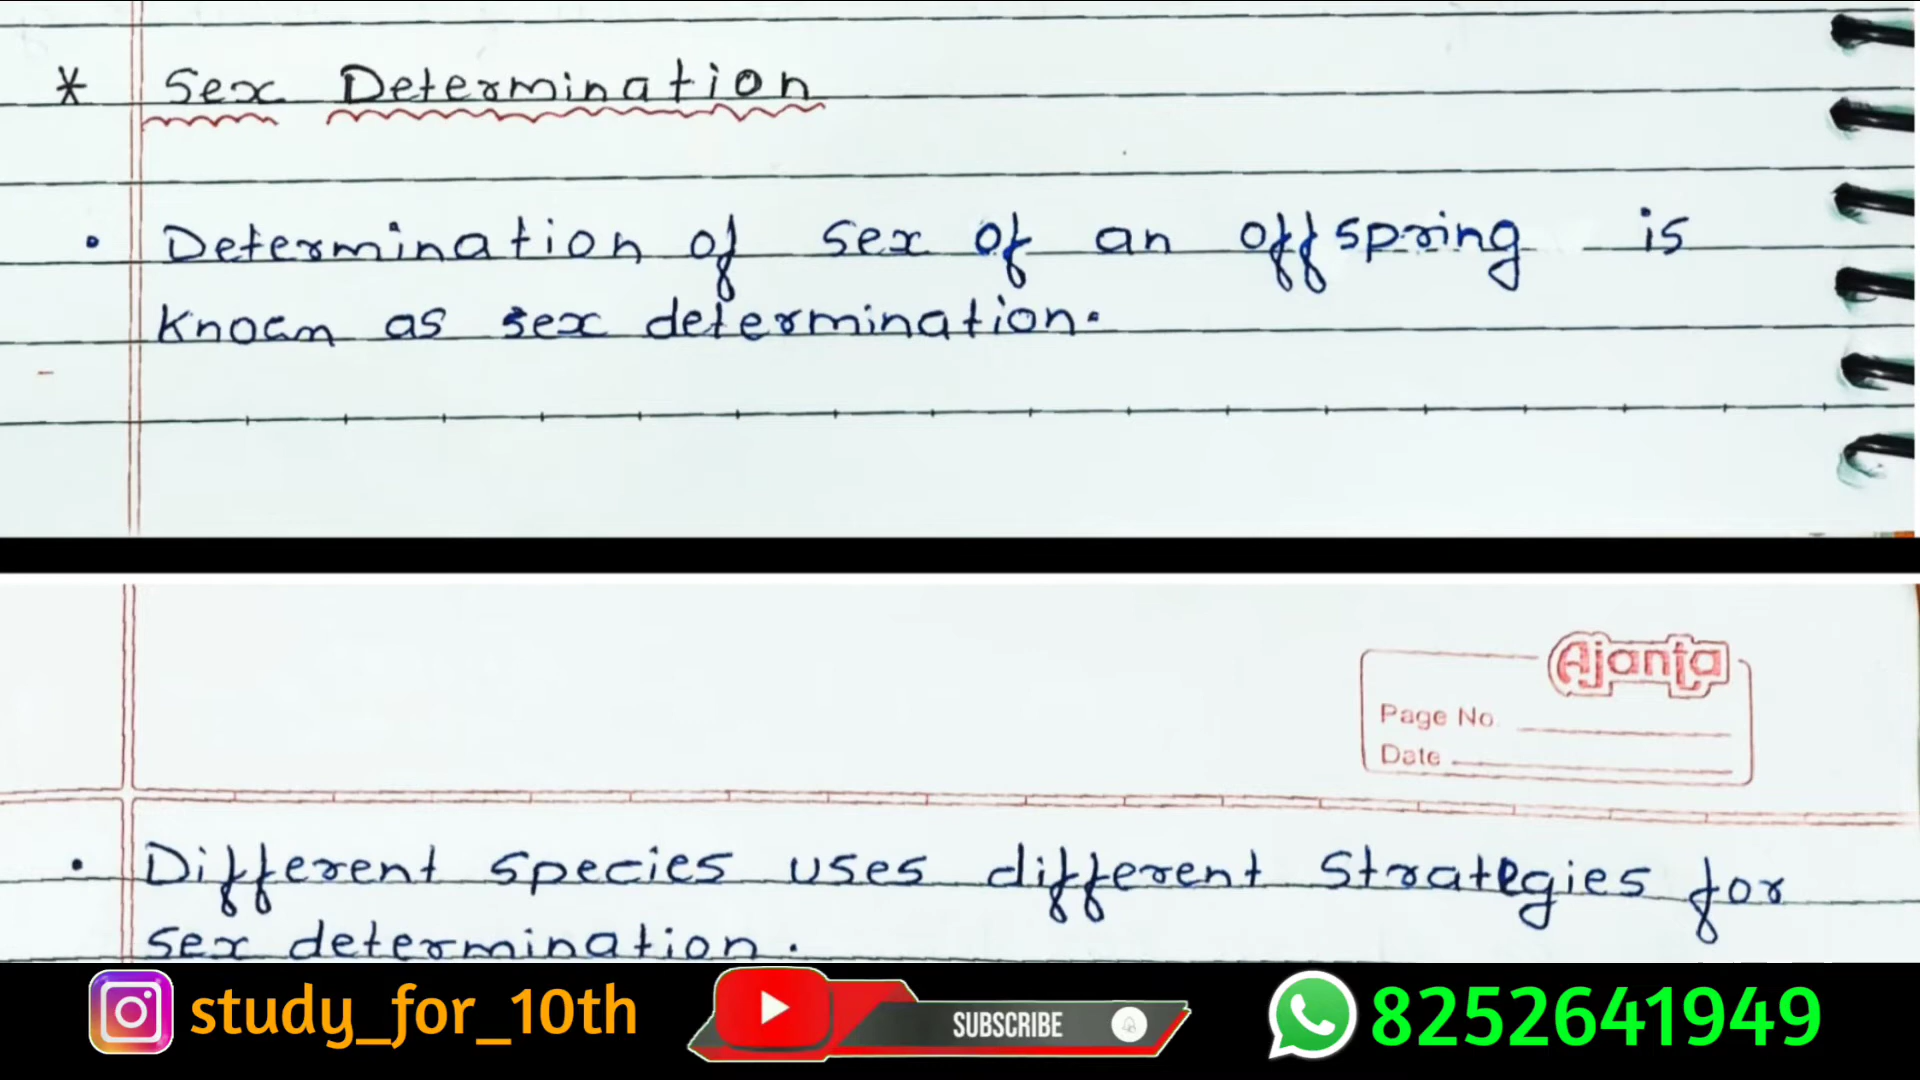 * Sex Determination
• Determination of sex of an offspring is
Known as sex determination.
Ajanta
Page No.
Date
• Different species uses different Strategies for
sex determination.
study_for_10th
SUBSCRIBE
8252641949